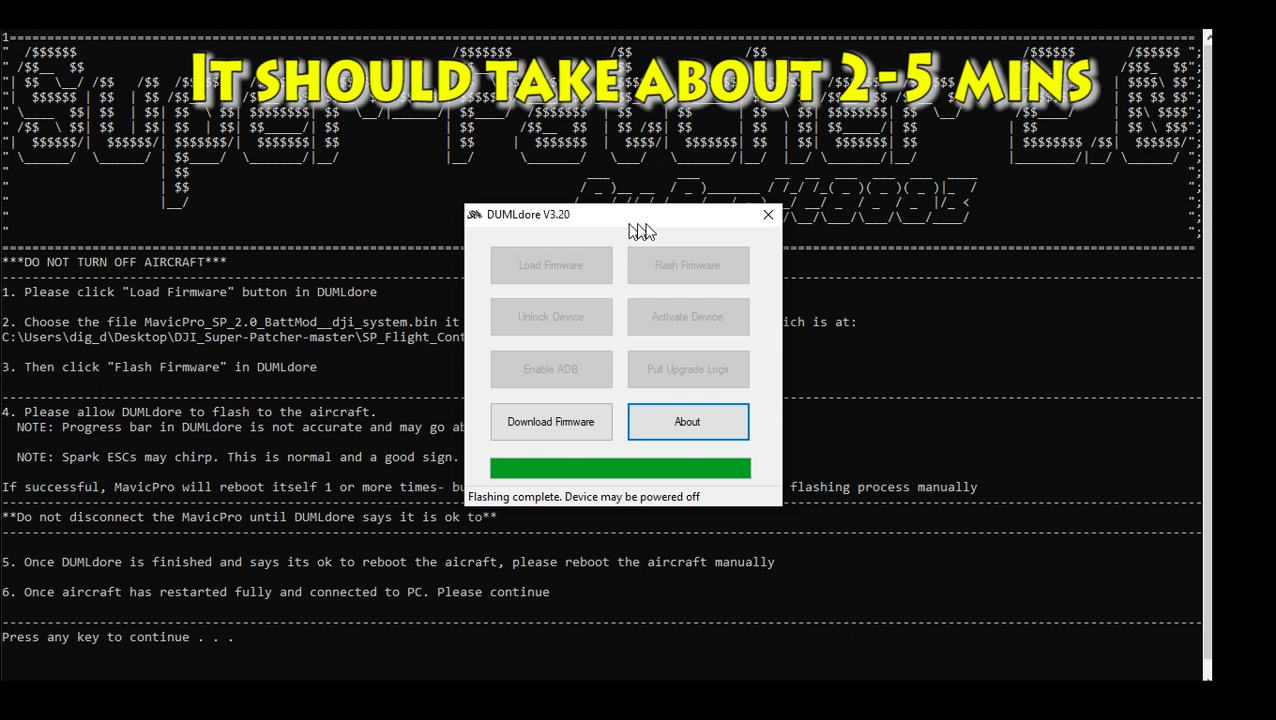 It should take about 2-5 mins
DUMLdore V3.20
Load Firmware
Flash Firmware
Unlock Device
Activate Device
Enable ADB
Pull Upgrade Logs
Download Firmware
About
Flashing complete. Device may be powered off
***DO NOT TURN OFF AIRCRAFT***
1. Please click "Load Firmware" button in DUMLdore
2. Choose the file MavicPro_SP_2.0_BattMod__dji_system.bin it
ich is at:
C:\Users\dig_d\Desktop\DJI_Super-Patcher-master\SP_Flight_Cont
3. Then click "Flash Firmware" in DUMLdore
4. Please allow DUMLdore to flash to the aircraft.
NOTE: Progress bar in DUMLdore is not accurate and may go ab
NOTE: Spark ESCs may chirp. This is normal and a good sign.
If successful, MavicPro will reboot itself 1 or more times- bu
flashing process manually
**Do not disconnect the MavicPro until DUMLdore says it is ok to**
5. Once DUMLdore is finished and says its ok to reboot the aicraft, please reboot the aircraft manually
6. Once aircraft has restarted fully and connected to PC. Please continue
Press any key to continue . . .